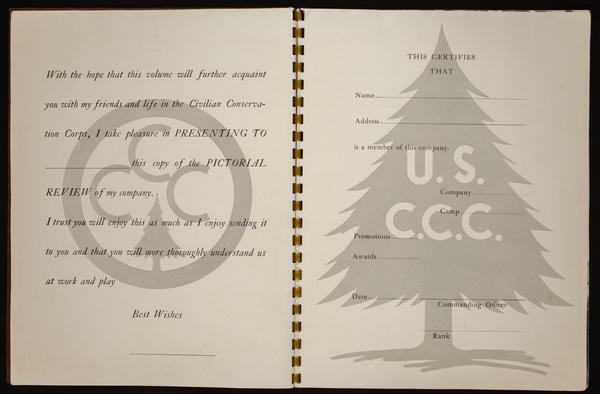 With the hope that this volume will further acquaint
you with my friends and life in the Civilian Conserva-
tion Corps, I take pleasure in PRESENTING TO
this copy of the PICTORIAL
REVIEW of my company.
I trust you will enjoy this as much as I enjoy sending it
to you and that you will more thoroughly understand us
at work and play
Best Wishes
CCC
THIS CERTIFIES
THAT
Name
Address
is a member of this company.
U. S.
Company
Camp
C.C.C.
Promotions
Awards
Date
Commanding Officer
Rank